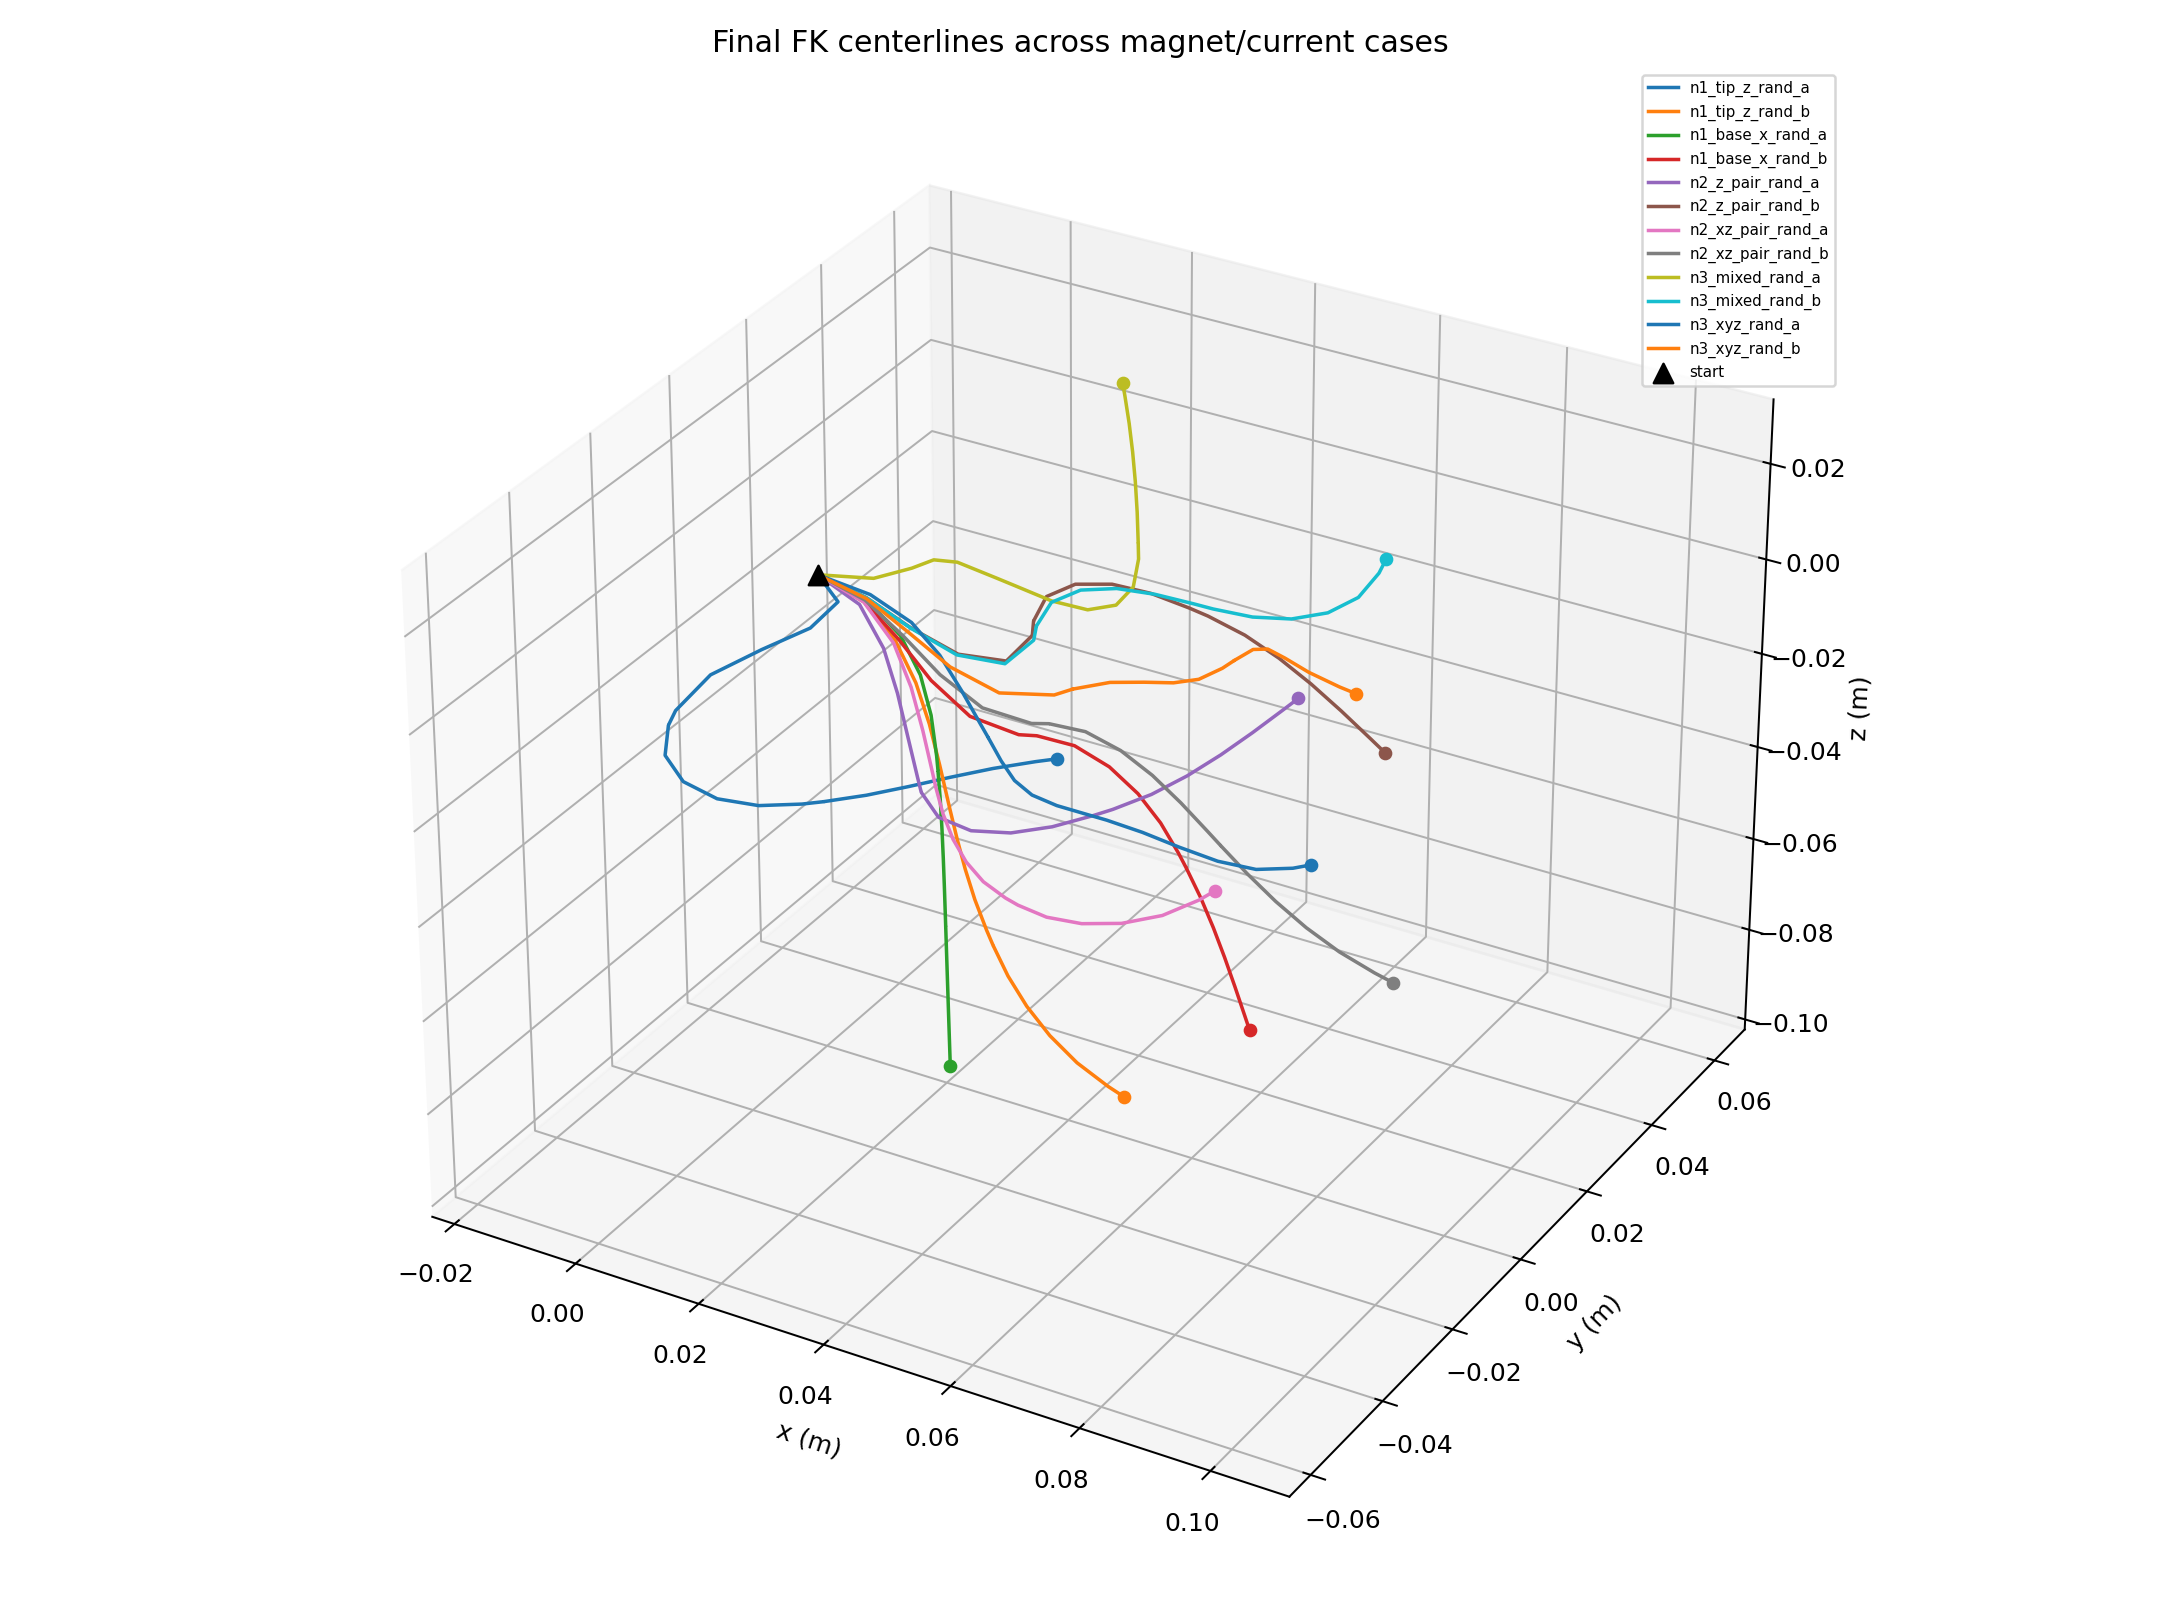 Final FK centerlines across magnet/current cases
n1_tip_z_rand_a
n1_tip_z_rand_b
n1_base_x_rand_a
n1_base_x_rand_b
n2_z_pair_rand_a
n2_z_pair_rand_b
n2_xz_pair_rand_a
n2_xz_pair_rand_b
n3_mixed_rand_a
n3_mixed_rand_b
n3_xyz_rand_a
n3_xyz_rand_b
start
0.02
0.00
−0.02
−0.04
−0.06
−0.08
−0.10
z (m)
0.06
0.04
0.02
0.00
−0.02
−0.04
−0.06
y (m)
−0.02
0.00
0.02
0.04
0.06
0.08
0.10
x (m)